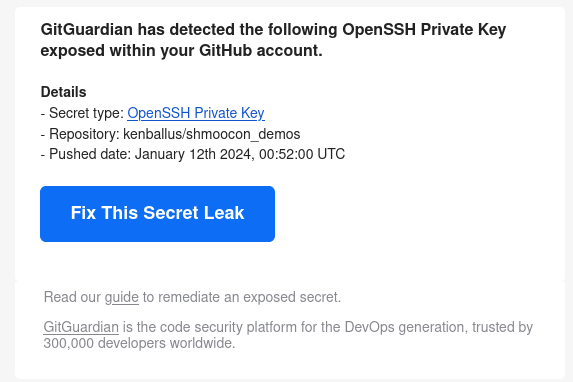 GitGuardian has detected the following OpenSSH Private Key
exposed within your GitHub account.
Details
- Secret type: OpenSSH Private Key
- Repository: kenballus/shmoocon_demos
- Pushed date: January 12th 2024, 00:52:00 UTC
Fix This Secret Leak
Read our guide to remediate an exposed secret.
GitGuardian is the code security platform for the DevOps generation, trusted by
300,000 developers worldwide.